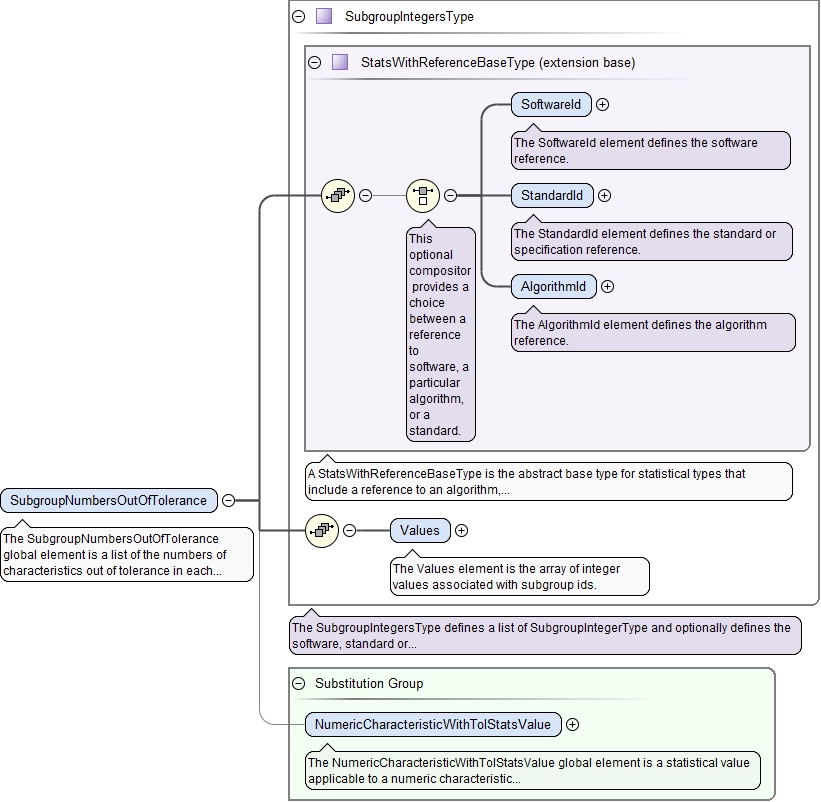 SubgroupIntegersType
StatsWithReferenceBaseType (extension base)
SoftwareId
The SoftwareId element defines the software
reference.
StandardId
The StandardId element defines the standard or
specification reference.
AlgorithmId
The AlgorithmId element defines the algorithm
reference.
This
optional
compositor
provides a
choice
between a
reference
to
software, a
particular
algorithm,
or a
standard.
A StatsWithReferenceBaseType is the abstract base type for statistical types that
include a reference to an algorithm,...
SubgroupNumbersOutOfTolerance
The SubgroupNumbersOutOfTolerance
global element is a list of the numbers of
characteristics out of tolerance in each...
Values
The Values element is the array of integer
values associated with subgroup ids.
The SubgroupIntegersType defines a list of SubgroupIntegerType and optionally defines the
software, standard or...
Substitution Group
NumericCharacteristicWithTolStatsValue
The NumericCharacteristicWithTolStatsValue global element is a statistical value
applicable to a numeric characteristic...